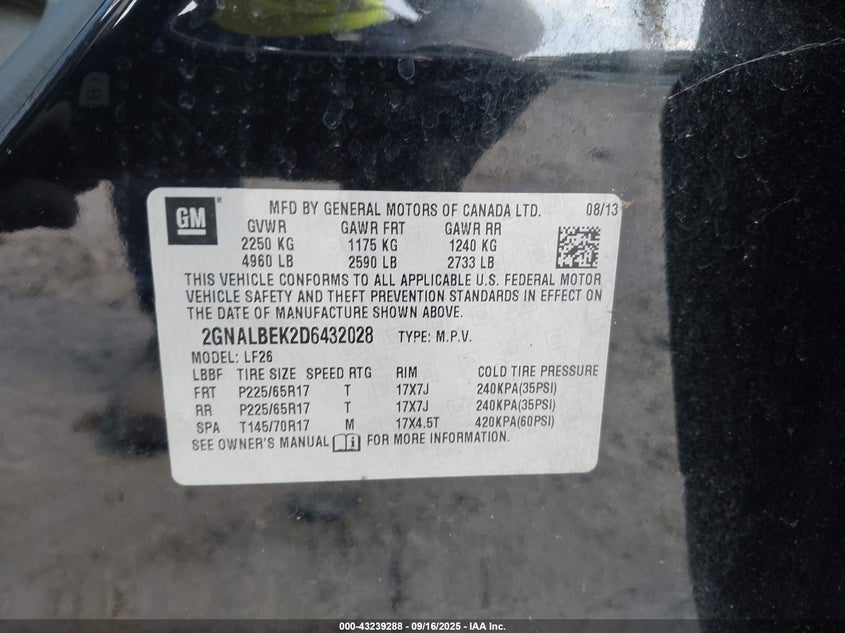 GM ® MFD BY GENERAL MOTORS OF CANADA LTD. 08/13
GVWR GAWR FRT GAWR RR
2250 KG 1175 KG 1240 KG
4960 LB 2590 LB 2733 LB
THIS VEHICLE CONFORMS TO ALL APPLICABLE U.S. FEDERAL MOTOR
VEHICLE SAFETY AND THEFT PREVENTION STANDARDS IN EFFECT ON
THE DATE OF MANUFACTURE SHOWN ABOVE.
2GNALBEK2D6432028 TYPE: M.P.V.
MODEL: LF26
LBBF TIRE SIZE SPEED RTG RIM COLD TIRE PRESSURE
FRT P225/65R17 T 17X7J 240KPA(35PSI)
RR P225/65R17 T 17X7J 240KPA(35PSI)
SPA T145/70R17 M 17X4.5T 420KPA(60PSI)
SEE OWNER'S MANUAL FOR MORE INFORMATION.
000-43239288 - 09/16/2025 - IAA Inc.